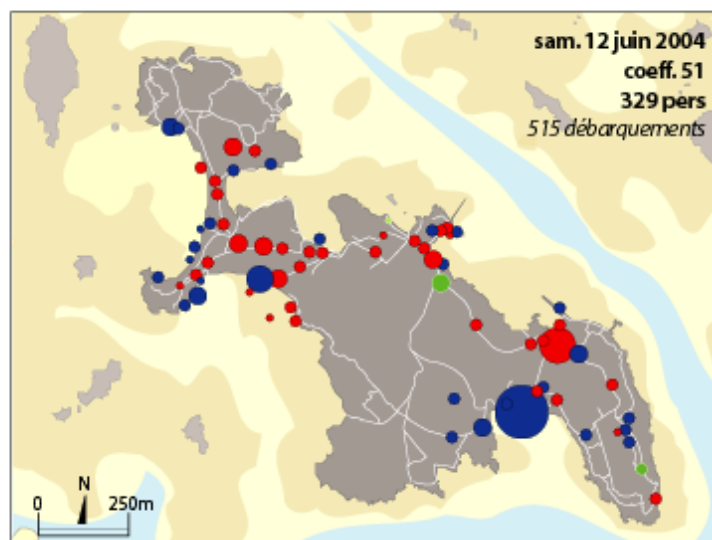 sam. 12 juin 2004
coeff. 51
329 pers
515 débarquements
N
0 250m